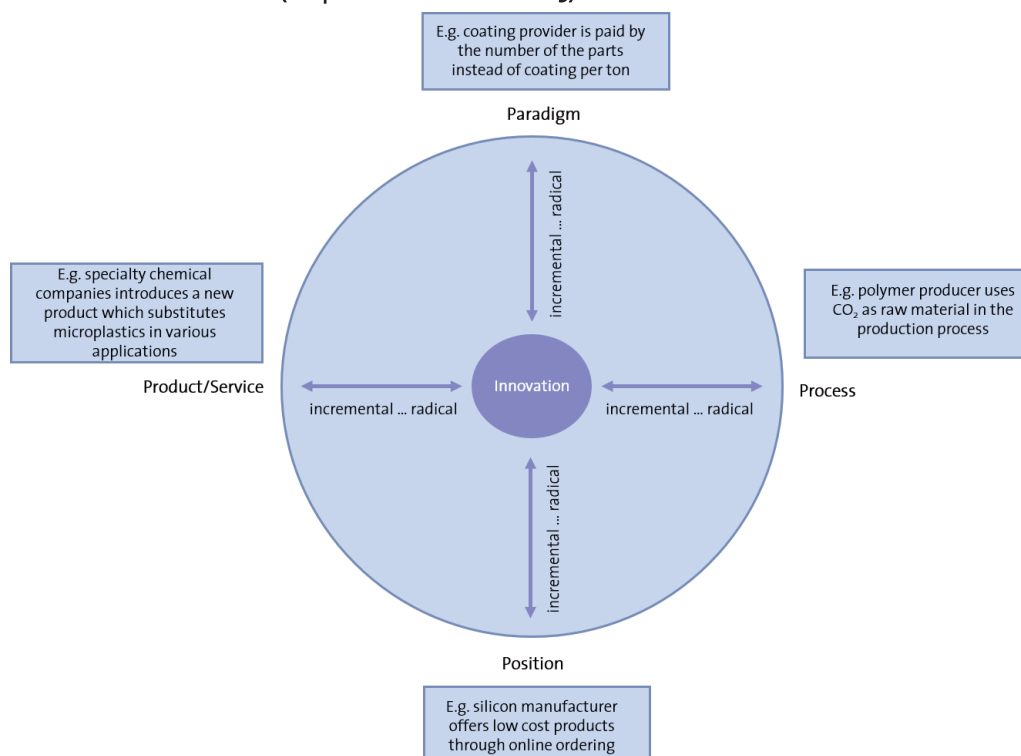 E.g. coating provider is paid by
the number of the parts
instead of coating per ton
Paradigm
incremental ... radical
E.g. specialty chemical
companies introduces a new
product which substitutes
microplastics in various
applications
Product/Service
incremental ... radical
Innovation
incremental ... radical
E.g. polymer producer uses
CO₂ as raw material in the
production process
Process
incremental ... radical
Position
E.g. silicon manufacturer
offers low cost products
through online ordering